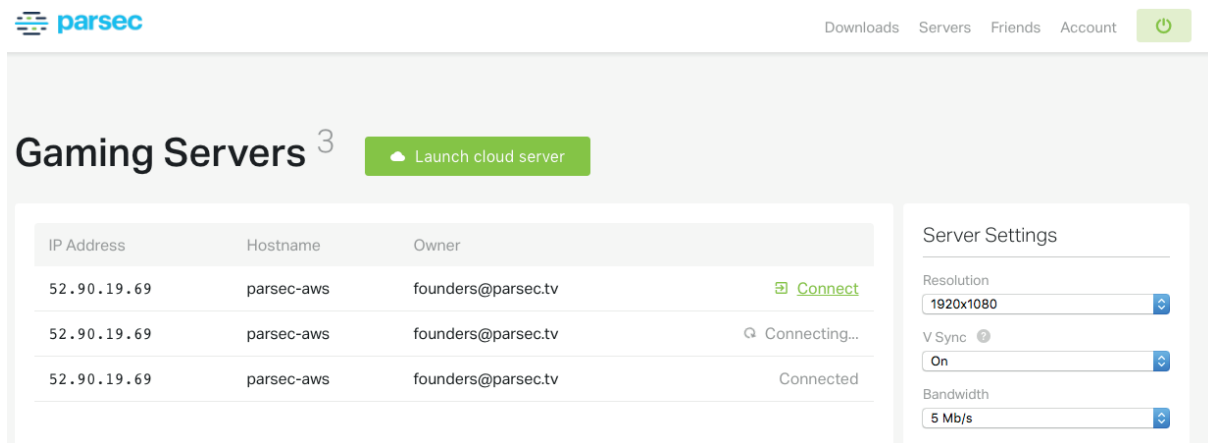 parsec
Downloads Servers Friends Account
Gaming Servers 3
Launch cloud server
IP Address Hostname Owner
52.90.19.69 parsec-aws founders@parsec.tv Connect
52.90.19.69 parsec-aws founders@parsec.tv Connecting...
52.90.19.69 parsec-aws founders@parsec.tv Connected
Server Settings
Resolution
1920x1080
V Sync ?
On
Bandwidth
5 Mb/s